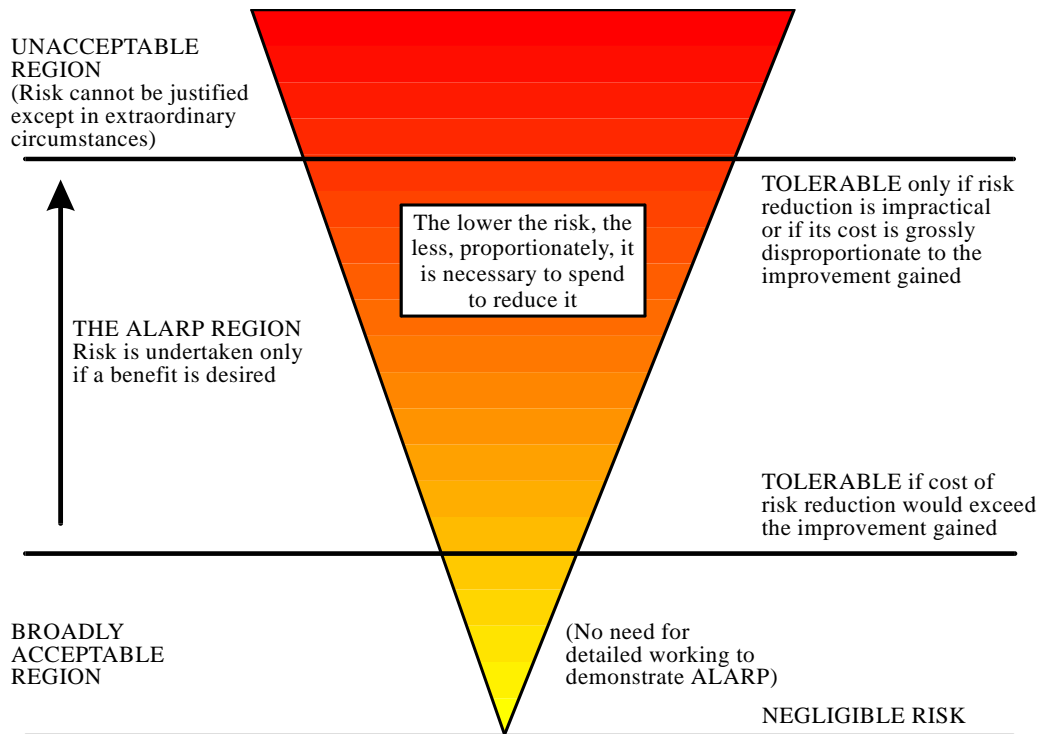 UNACCEPTABLE
REGION
(Risk cannot be justified
except in extraordinary
circumstances)
TOLERABLE only if risk
reduction is impractical
or if its cost is grossly
disproportionate to the
improvement gained
The lower the risk, the
less, proportionately, it
is necessary to spend
to reduce it
THE ALARP REGION
Risk is undertaken only
if a benefit is desired
TOLERABLE if cost of
risk reduction would exceed
the improvement gained
BROADLY
ACCEPTABLE
REGION
(No need for
detailed working to
demonstrate ALARP)
NEGLIGIBLE RISK